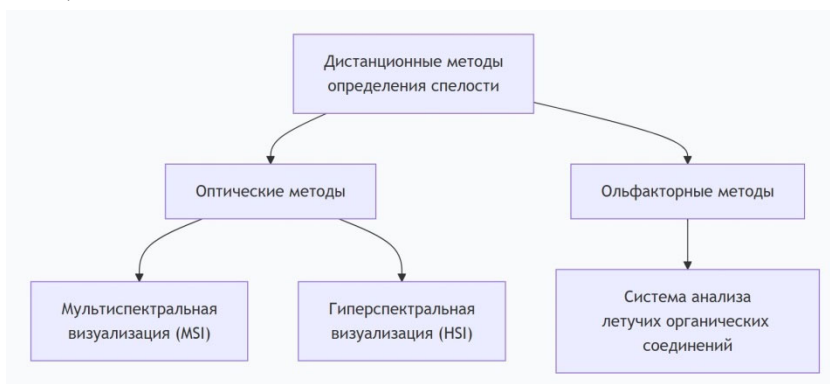 Дистанционные методы
определения спелости
Оптические методы
Ольфакторные методы
Мультиспектральная
визуализация (MSI)
Гиперспектральная
визуализация (HSI)
Система анализа
летучих органических
соединений